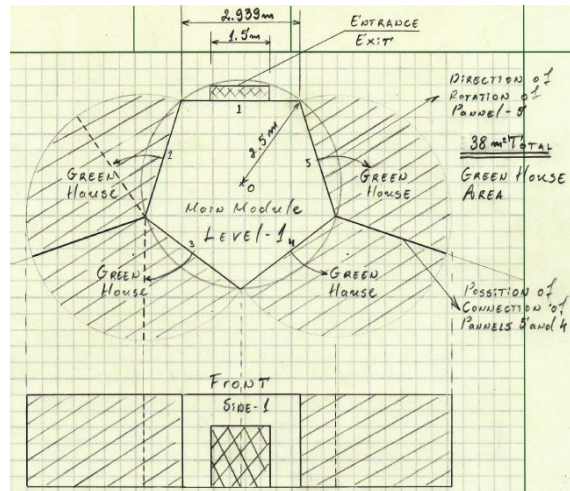 2.939m
ENTRANCE
EXIT
1.5m
1
DIRECTION of
ROTATION of
PANNEL-5
38 m² TOTAL
GREEN HOUSE
AREA
2.5m
2
5
GREEN
HOUSE
GREEN
HOUSE
O
MAIN MODULE
LEVEL-1
3
4
GREEN
HOUSE
GREEN
HOUSE
POSSITION of
CONNECTION of
PANNELS 5 and 4
FRONT
SIDE-1